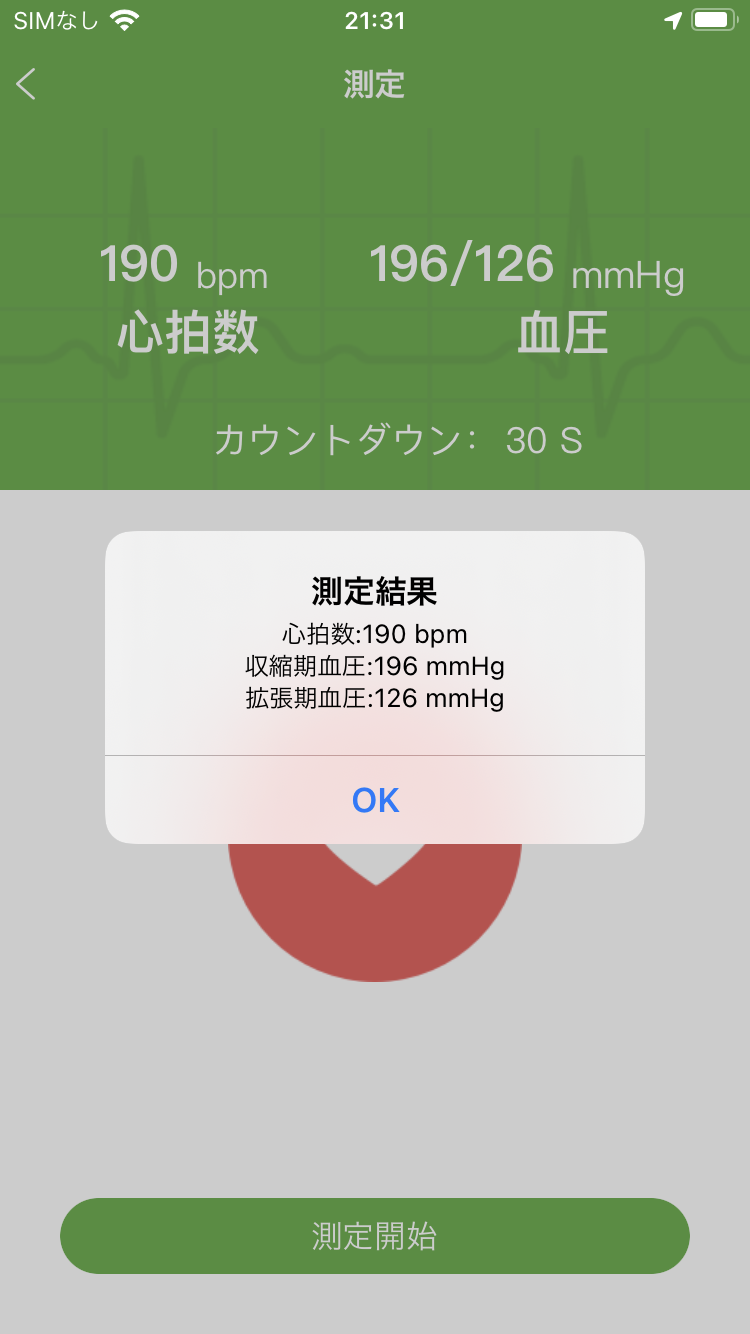 SIMなし 21:31
測定
190 bpm 196/126 mmHg
心拍数 血圧
カウントダウン： 30 S
測定結果
心拍数:190 bpm
収縮期血圧:196 mmHg
拡張期血圧:126 mmHg
OK
測定開始